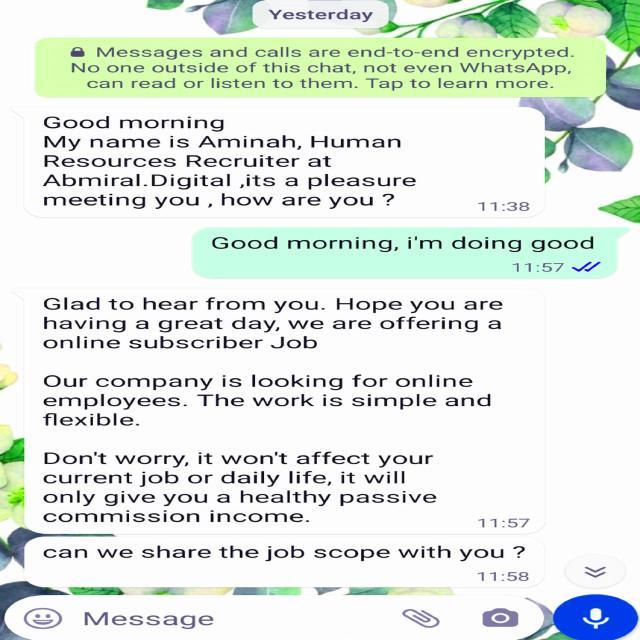 Yesterday
Messages and calls are end-to-end encrypted.
No one outside of this chat, not even WhatsApp,
can read or listen to them. Tap to learn more.
Good morning
My name is Aminah, Human
Resources Recruiter at
Abmiral.Digital ,its a pleasure
meeting you , how are you ?
11:38
Good morning, i'm doing good
11:57
Glad to hear from you. Hope you are
having a great day, we are offering a
online subscriber Job
Our company is looking for online
employees. The work is simple and
flexible.
Don't worry, it won't affect your
current job or daily life, it will
only give you a healthy passive
commission income.
11:57
can we share the job scope with you ?
11:58
Message